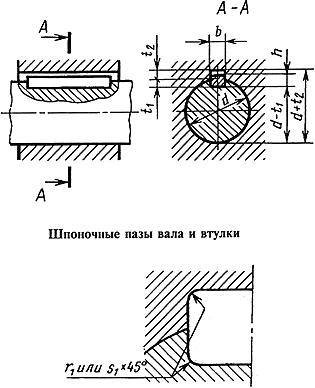 A
A - A
t₂
b
h
d
t₁
d-t₁
d+t₂
A
Шпоночные пазы вала и втулки
r₁ или s₁×45°